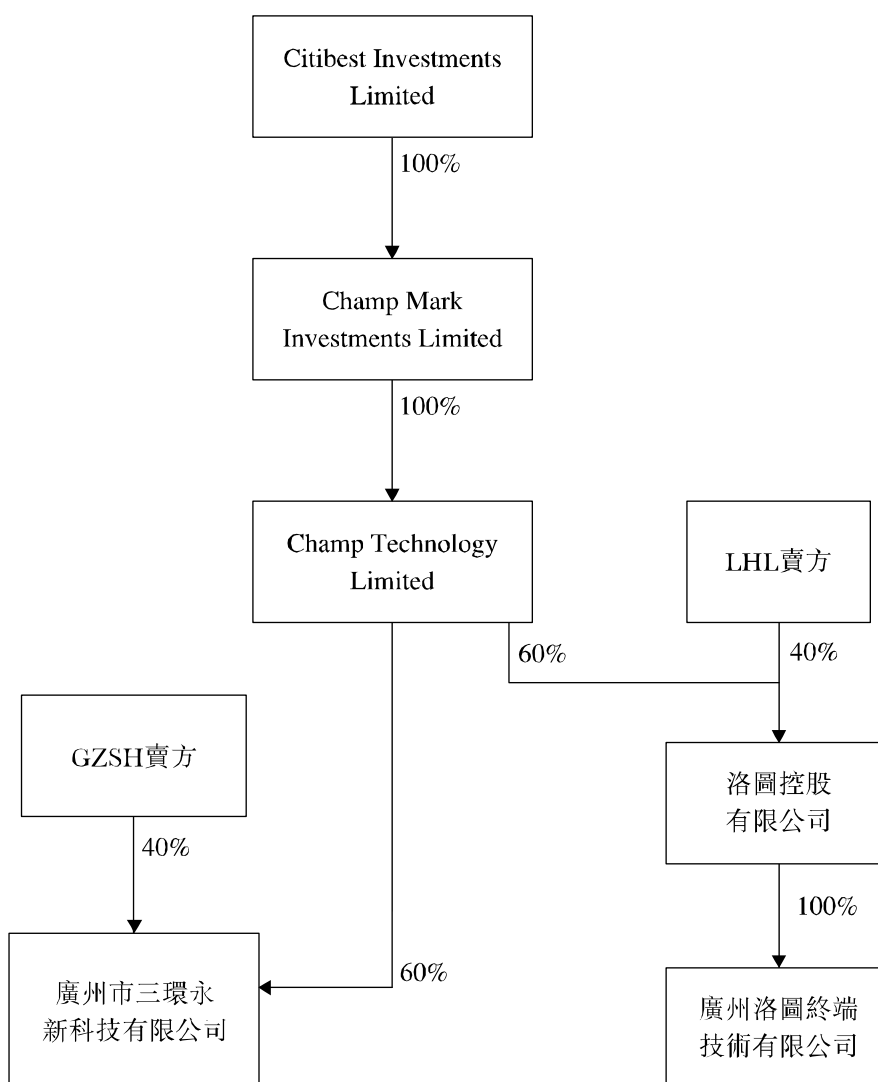 Citibest Investments
Limited
100%
Champ Mark
Investments Limited
100%
Champ Technology
Limited
LHL賣方
60%
40%
GZSH賣方
洛圖控股
有限公司
40%
100%
60%
廣州市三環永
新科技有限公司
廣州洛圖終端
技術有限公司